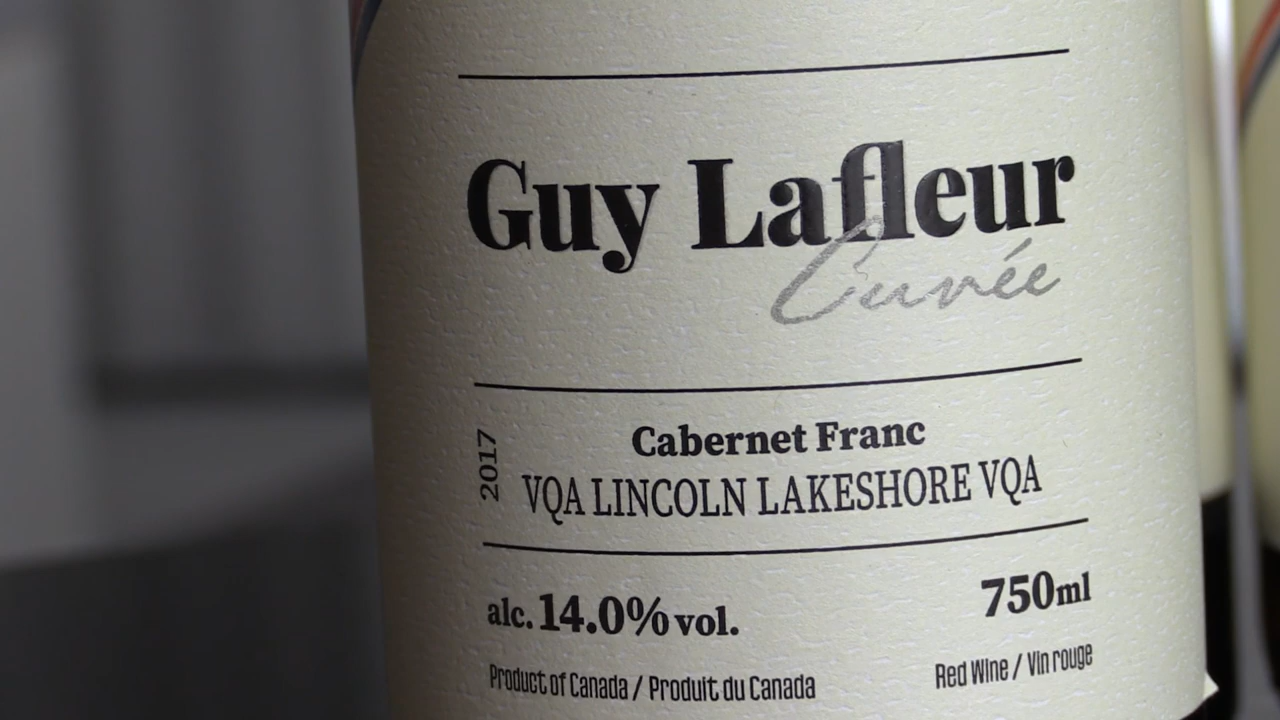 Guy Lafleur
Cuvée
2017
Cabernet Franc
VQA LINCOLN LAKESHORE VQA
alc. 14.0% vol.
750ml
Product of Canada / Produit du Canada
Red Wine / Vin rouge